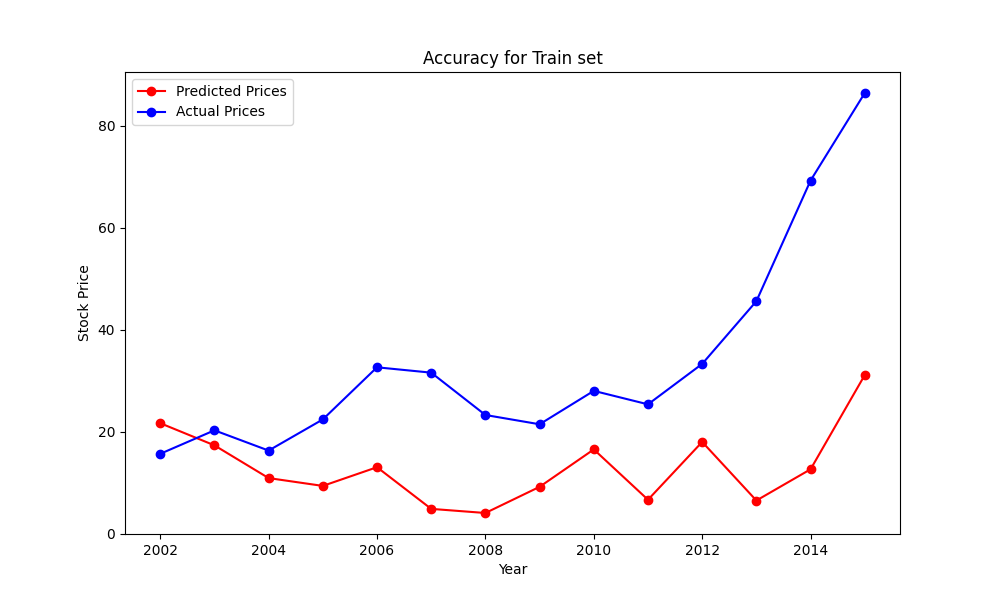 Accuracy for Train set
Predicted Prices
Actual Prices
80
60
40
20
0
Stock Price
2002 2004 2006 2008 2010 2012 2014
Year